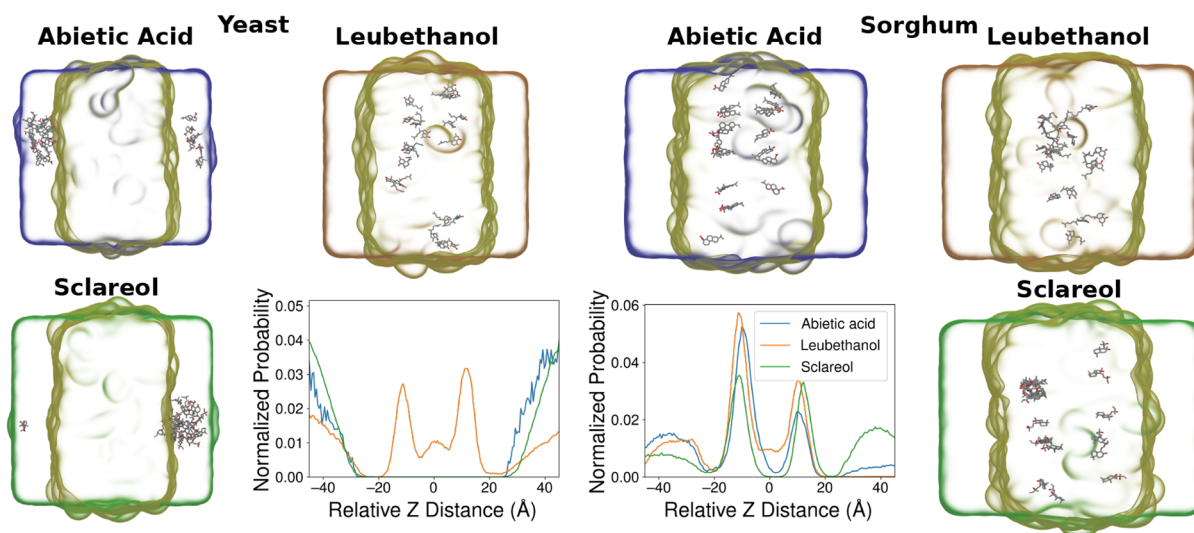 Yeast
Sorghum
Abietic Acid
Leubethanol
Abietic Acid
Leubethanol
Sclareol
Sclareol
Normalized Probability
0.05
0.04
0.03
0.02
0.01
0.00
−40 −20 0 20 40
Relative Z Distance (Å)
Normalized Probability
0.06
0.04
0.02
0.00
−40 −20 0 20 40
Relative Z Distance (Å)
Abietic acid
Leubethanol
Sclareol